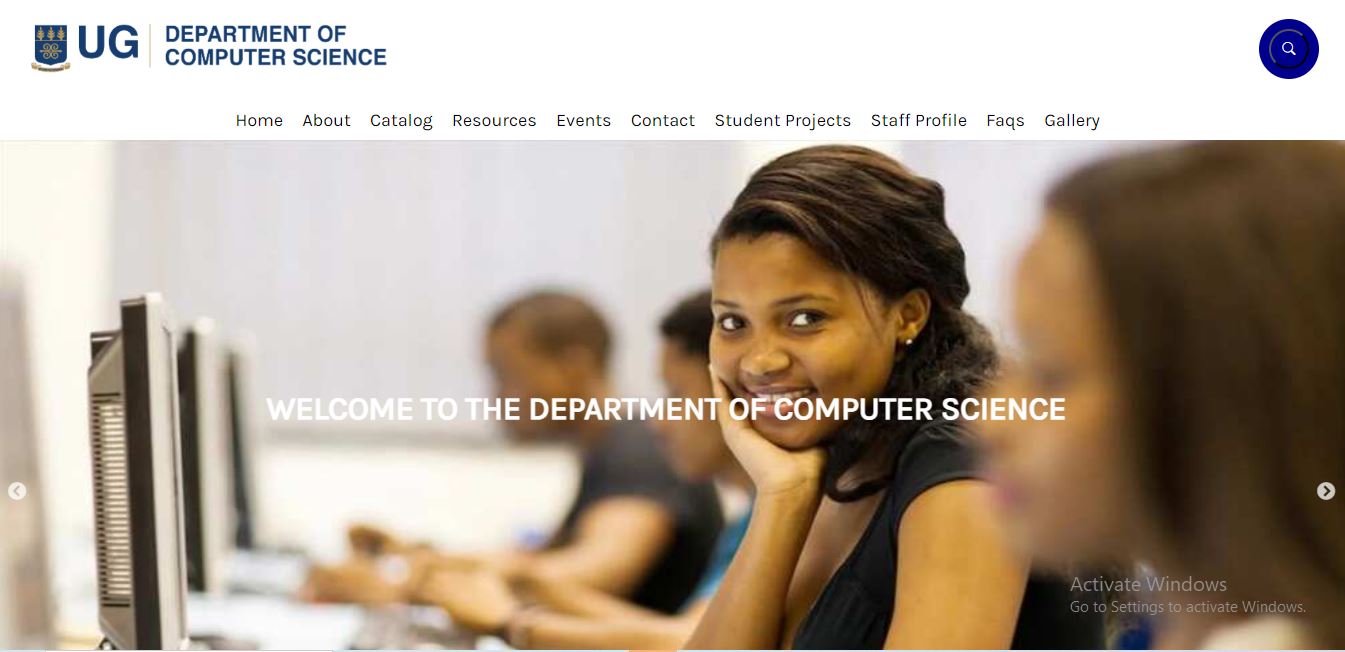 UG
DEPARTMENT OF
COMPUTER SCIENCE
Home About Catalog Resources Events Contact Student Projects Staff Profile Faqs Gallery
WELCOME TO THE DEPARTMENT OF COMPUTER SCIENCE
Activate Windows
Go to Settings to activate Windows.